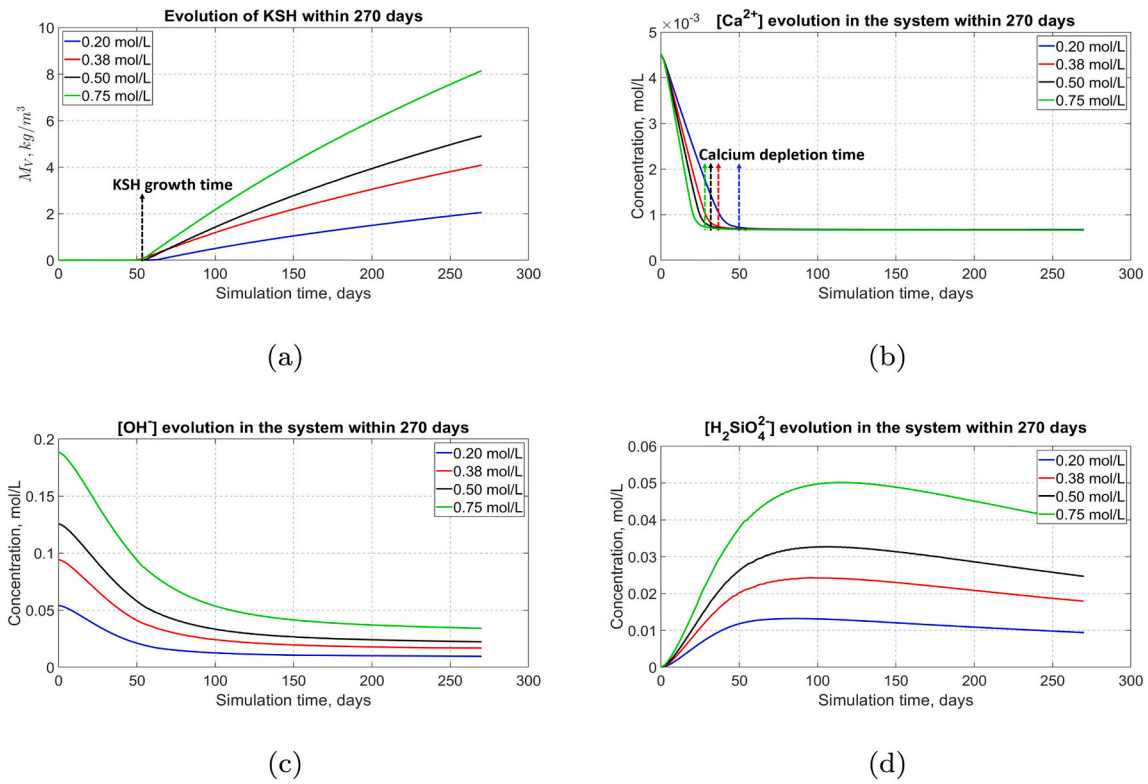 Evolution of KSH within 270 days
10
8
6
4
2
0
M_V, kg/m^3
0.20 mol/L
0.38 mol/L
0.50 mol/L
0.75 mol/L
KSH growth time
0 50 100 150 200 250 300
Simulation time, days
(a)
[Ca²⁺] evolution in the system within 270 days
×10⁻³
5
4
3
2
1
0
Concentration, mol/L
0.20 mol/L
0.38 mol/L
0.50 mol/L
0.75 mol/L
Calcium depletion time
0 50 100 150 200 250 300
Simulation time, days
(b)
[OH⁻] evolution in the system within 270 days
0.2
0.15
0.1
0.05
0
Concentration, mol/L
0.20 mol/L
0.38 mol/L
0.50 mol/L
0.75 mol/L
0 50 100 150 200 250 300
Simulation time, days
(c)
[H₂SiO₄²⁻] evolution in the system within 270 days
0.06
0.05
0.04
0.03
0.02
0.01
0
Concentration, mol/L
0.20 mol/L
0.38 mol/L
0.50 mol/L
0.75 mol/L
0 50 100 150 200 250 300
Simulation time, days
(d)